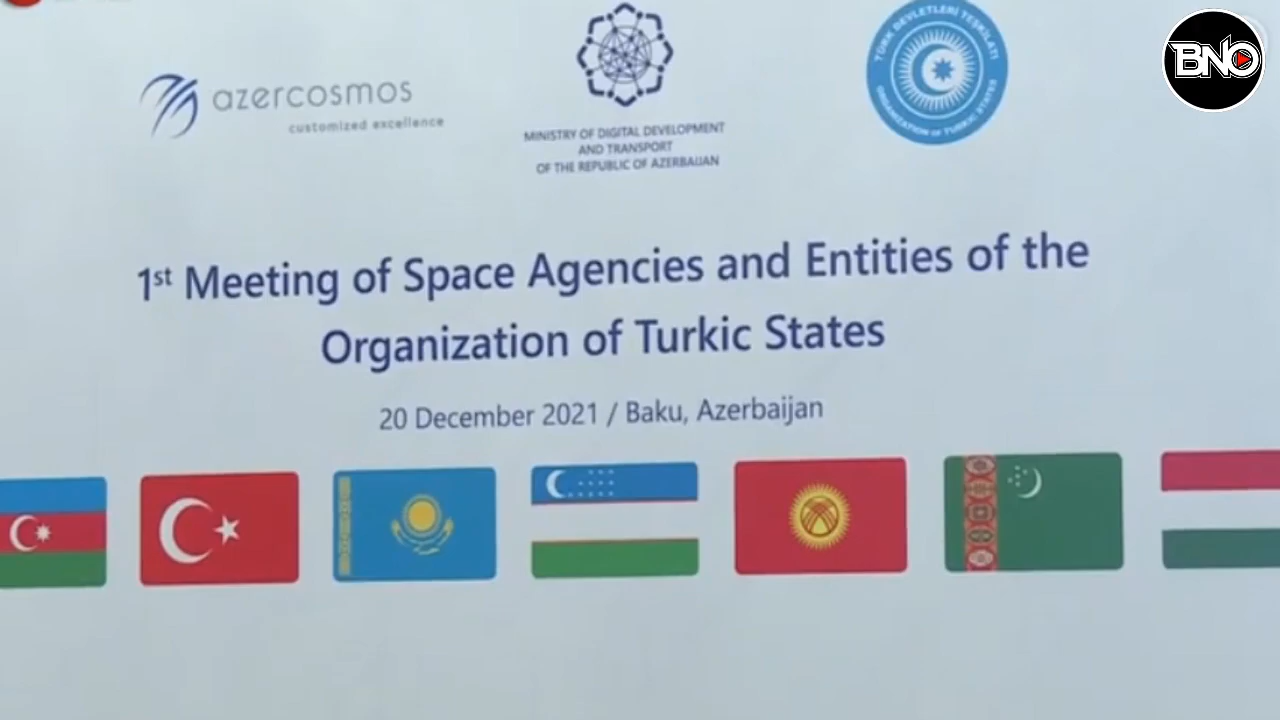 BNO
azercosmos
customized excellence
MINISTRY OF DIGITAL DEVELOPMENT
AND TRANSPORT
OF THE REPUBLIC OF AZERBAIJAN
TÜRK DEVLETLERİ TEŞKİLATI
ORGANIZATION OF TURKIC STATES
1st Meeting of Space Agencies and Entities of the
Organization of Turkic States
20 December 2021 / Baku, Azerbaijan